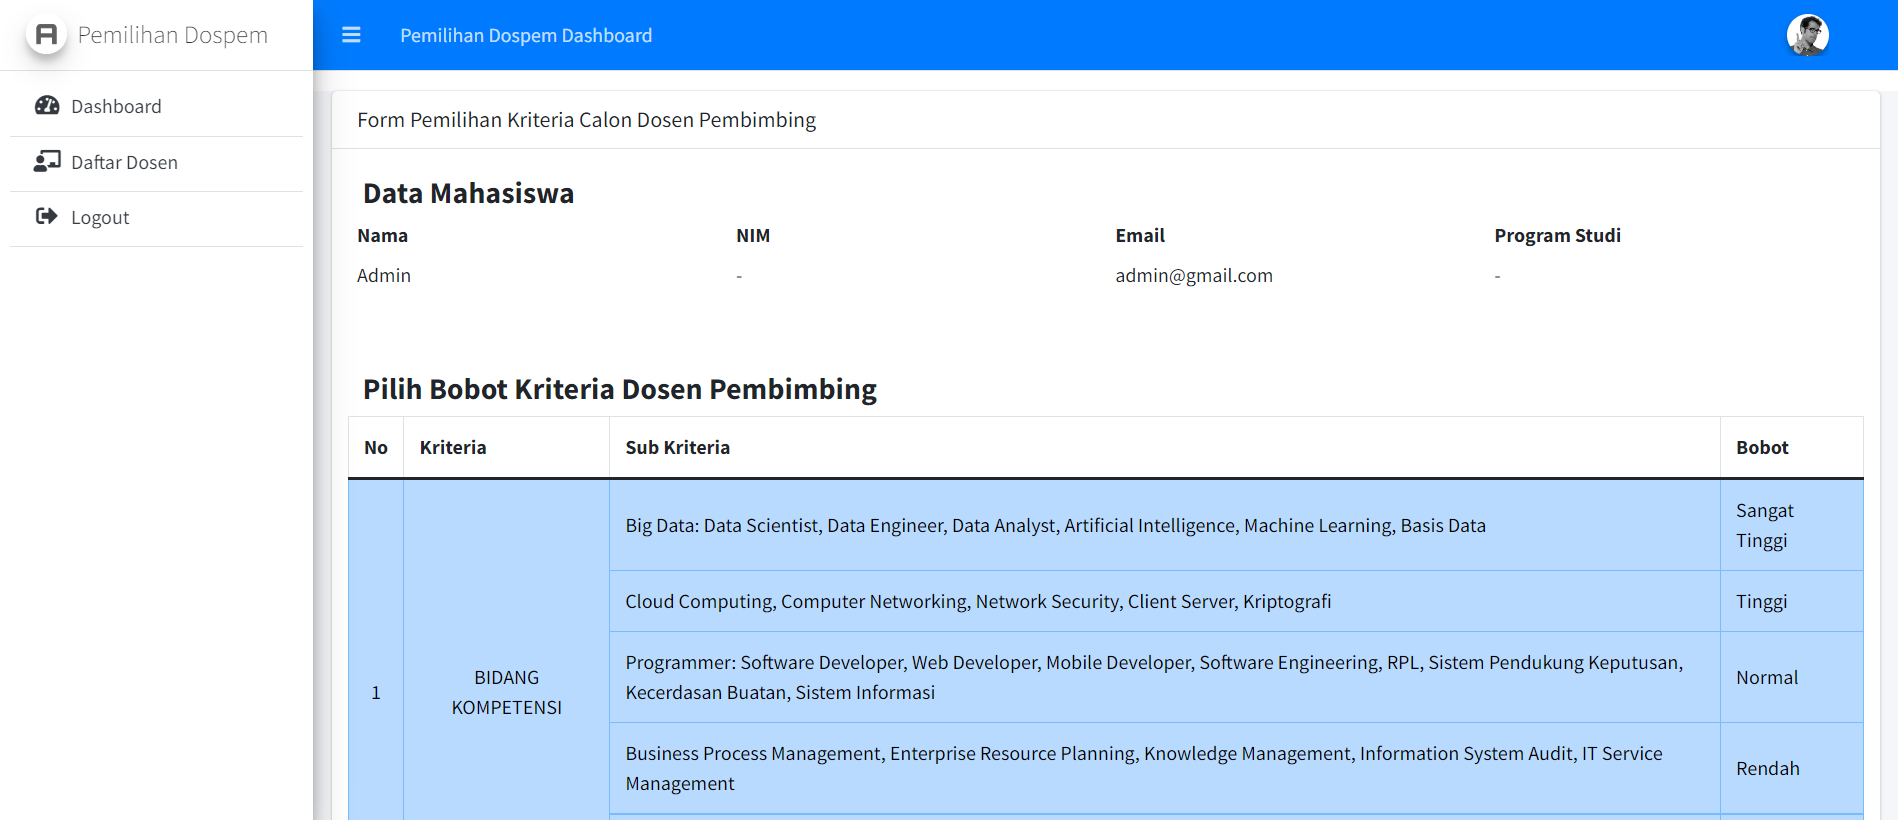 Pemilihan Dospem
Pemilihan Dospem Dashboard
Dashboard
Daftar Dosen
Logout
Form Pemilihan Kriteria Calon Dosen Pembimbing
Data Mahasiswa
Nama NIM Email Program Studi
Admin - admin@gmail.com -
Pilih Bobot Kriteria Dosen Pembimbing
No Kriteria Sub Kriteria Bobot
1
BIDANG
KOMPETENSI
Big Data: Data Scientist, Data Engineer, Data Analyst, Artificial Intelligence, Machine Learning, Basis Data
Sangat
Tinggi
Cloud Computing, Computer Networking, Network Security, Client Server, Kriptografi
Tinggi
Programmer: Software Developer, Web Developer, Mobile Developer, Software Engineering, RPL, Sistem Pendukung Keputusan,
Kecerdasan Buatan, Sistem Informasi
Normal
Business Process Management, Enterprise Resource Planning, Knowledge Management, Information System Audit, IT Service
Management
Rendah